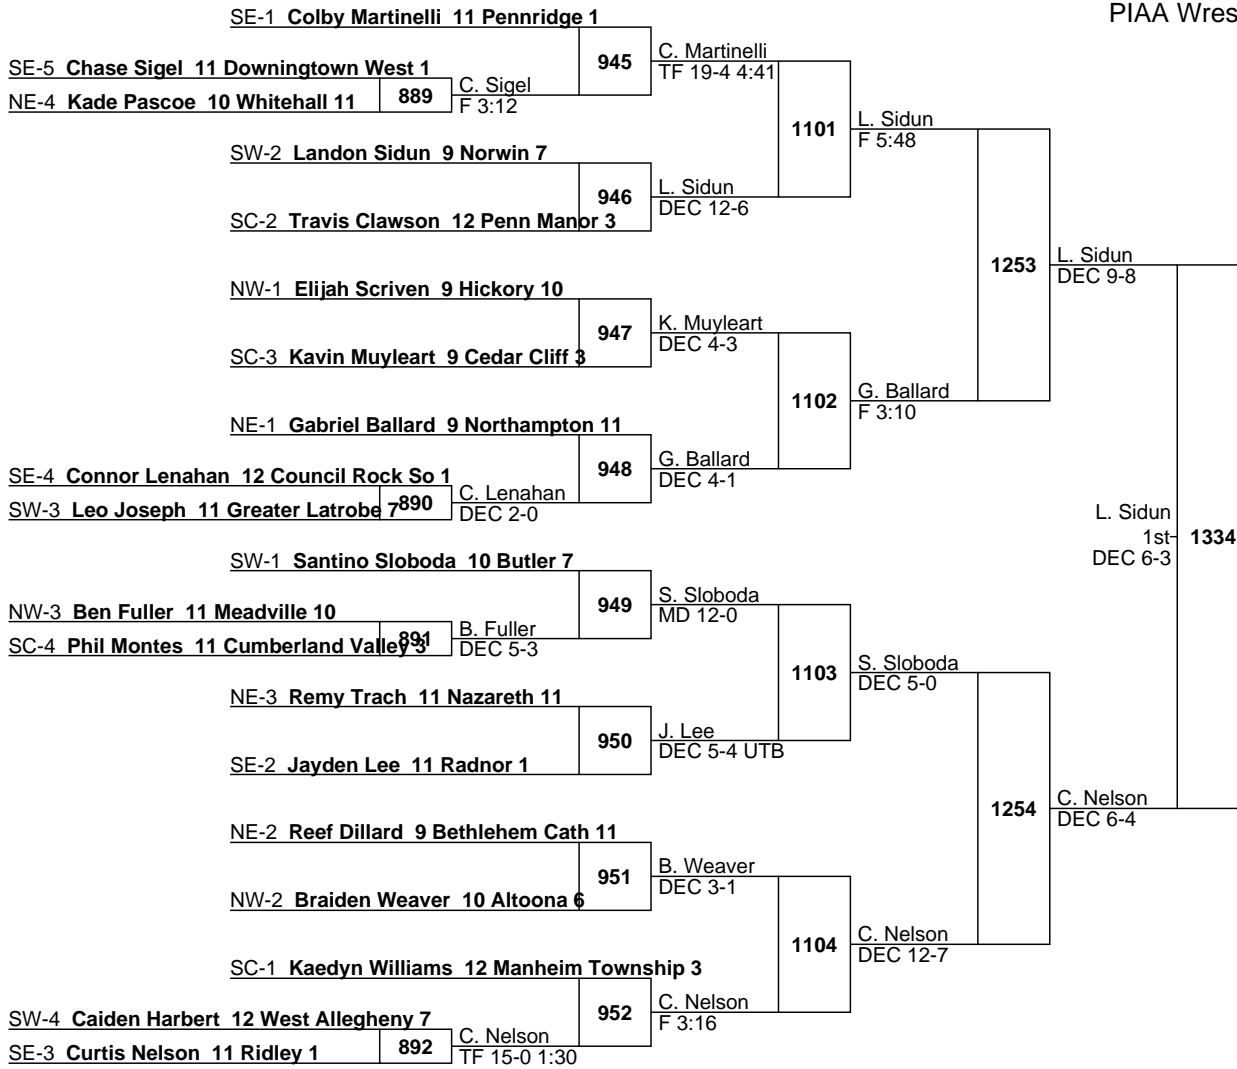 PIAA Wres
SE-1 Colby Martinelli 11 Pennridge 1
945
C. Martinelli
TF 19-4 4:41
SE-5 Chase Sigel 11 Downingtown West 1
889
C. Sigel
F 3:12
NE-4 Kade Pascoe 10 Whitehall 11
1101
L. Sidun
F 5:48
SW-2 Landon Sidun 9 Norwin 7
946
L. Sidun
DEC 12-6
SC-2 Travis Clawson 12 Penn Manor 3
1253
L. Sidun
DEC 9-8
NW-1 Elijah Scriven 9 Hickory 10
947
K. Muyleart
DEC 4-3
SC-3 Kavin Muyleart 9 Cedar Cliff 3
1102
G. Ballard
F 3:10
NE-1 Gabriel Ballard 9 Northampton 11
948
G. Ballard
DEC 4-1
SE-4 Connor Lenahan 12 Council Rock So 1
890
C. Lenahan
DEC 2-0
SW-3 Leo Joseph 11 Greater Latrobe 7
L. Sidun
1st
DEC 6-3
1334
SW-1 Santino Sloboda 10 Butler 7
949
S. Sloboda
MD 12-0
NW-3 Ben Fuller 11 Meadville 10
891
B. Fuller
DEC 5-3
SC-4 Phil Montes 11 Cumberland Valley 3
1103
S. Sloboda
DEC 5-0
NE-3 Remy Trach 11 Nazareth 11
950
J. Lee
DEC 5-4 UTB
SE-2 Jayden Lee 11 Radnor 1
1254
C. Nelson
DEC 6-4
NE-2 Reef Dillard 9 Bethlehem Cath 11
951
B. Weaver
DEC 3-1
NW-2 Braiden Weaver 10 Altoona 6
1104
C. Nelson
DEC 12-7
SC-1 Kaedyn Williams 12 Manheim Township 3
952
C. Nelson
F 3:16
SW-4 Caiden Harbert 12 West Allegheny 7
892
C. Nelson
TF 15-0 1:30
SE-3 Curtis Nelson 11 Ridley 1